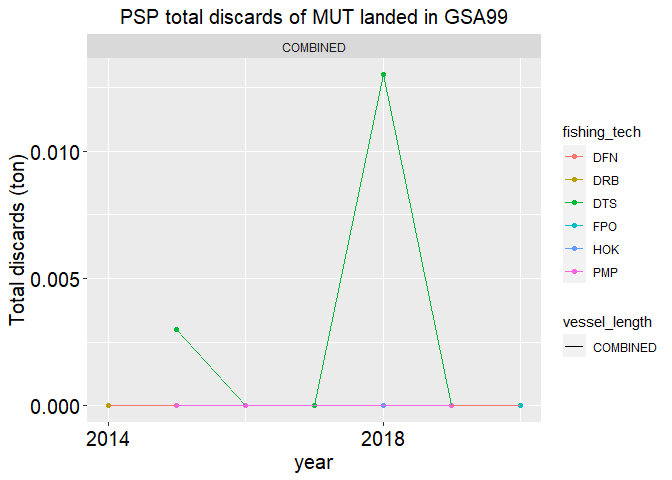 PSP total discards of MUT landed in GSA99
COMBINED
Total discards (ton)
0.010
0.005
0.000
2014
2018
year
fishing_tech
DFN
DRB
DTS
FPO
HOK
PMP
vessel_length
COMBINED